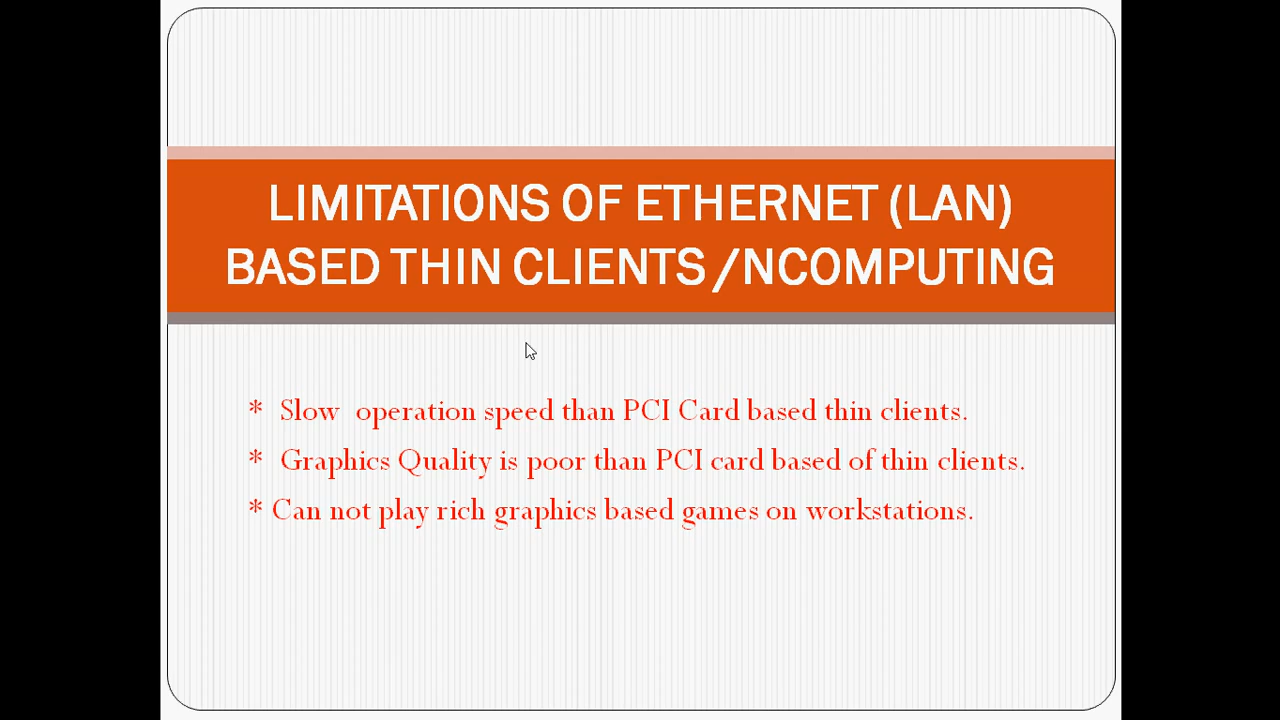 LIMITATIONS OF ETHERNET (LAN)
BASED THIN CLIENTS /NCOMPUTING
* Slow operation speed than PCI Card based thin clients.
* Graphics Quality is poor than PCI card based of thin clients.
* Can not play rich graphics based games on workstations.